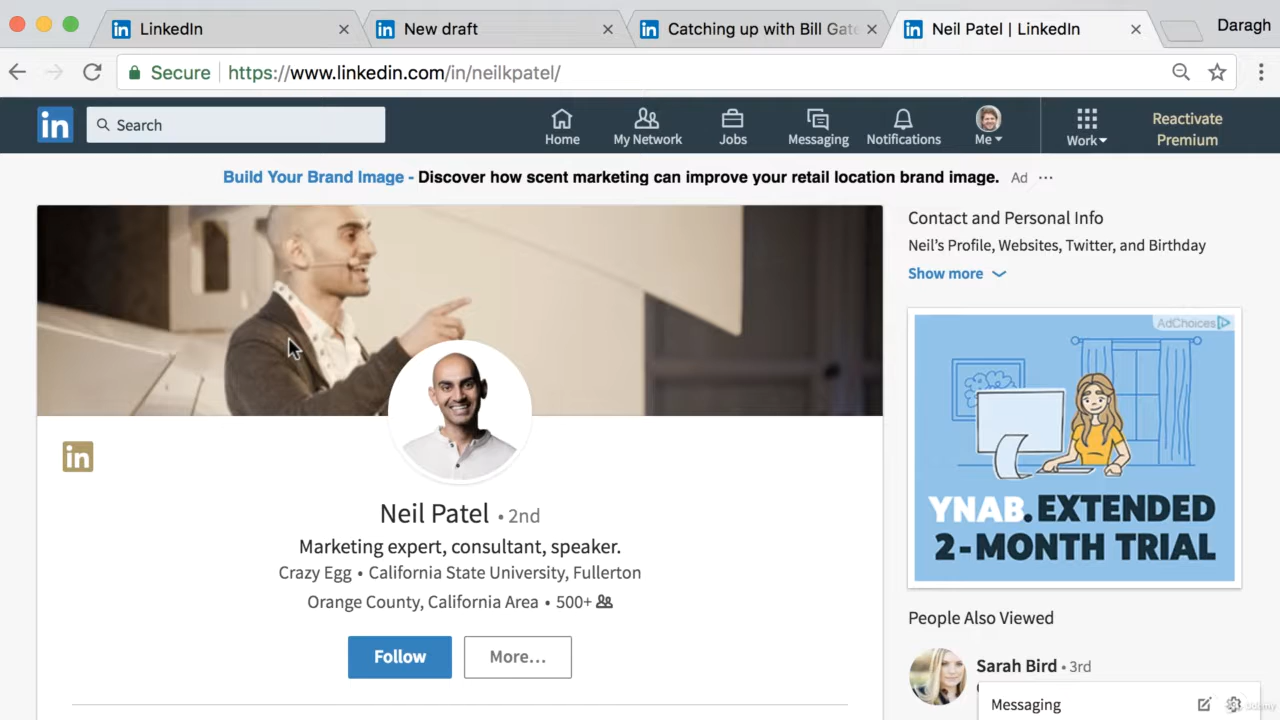 LinkedIn
New draft
Catching up with Bill Gate
Neil Patel | LinkedIn
Daragh
Secure
https://www.linkedin.com/in/neilkpatel/
in
Search
Home
My Network
Jobs
Messaging
Notifications
Me
Work
Reactivate
Premium
Build Your Brand Image - Discover how scent marketing can improve your retail location brand image. Ad ...
Contact and Personal Info
Neil's Profile, Websites, Twitter, and Birthday
Show more
AdChoices
YNAB. EXTENDED
2-MONTH TRIAL
in
Neil Patel • 2nd
Marketing expert, consultant, speaker.
Crazy Egg • California State University, Fullerton
Orange County, California Area • 500+
Follow
More...
People Also Viewed
Sarah Bird • 3rd
Messaging
Udemy